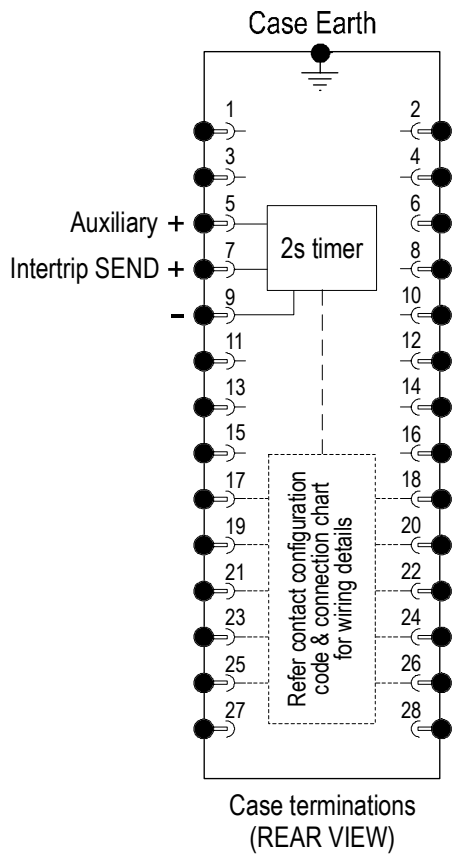 Case Earth
1 2
3 4
Auxiliary + 5 2s timer 6
Intertrip SEND + 7 8
- 9 10
11 12
13 14
15 16
17 18
19 20
21 22
23 24
25 26
27 28
Refer contact configuration
code & connection chart
for wiring details
Case terminations
(REAR VIEW)